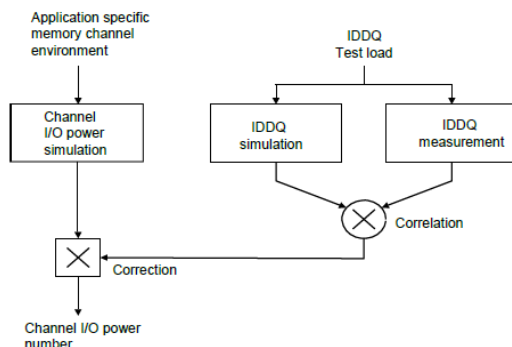 Application specific
memory channel
environment
IDDQ
Test load
Channel
I/O power
simulation
IDDQ
simulation
IDDQ
measurement
Correlation
Correction
Channel I/O power
number